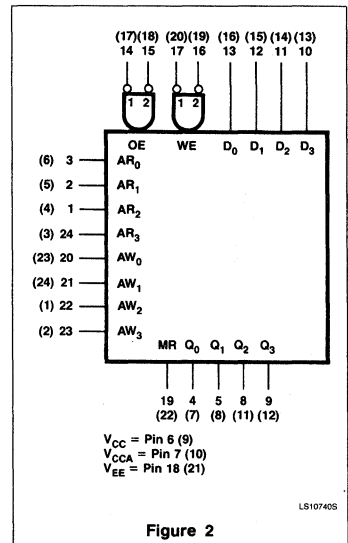 (17) (18) (20) (19) (16) (15) (14) (13)
14 15 17 16 13 12 11 10
1 2 1 2
OE WE D0 D1 D2 D3
(6) 3 AR0
(5) 2 AR1
(4) 1 AR2
(3) 24 AR3
(23) 20 AW0
(24) 21 AW1
(1) 22 AW2
(2) 23 AW3
MR Q0 Q1 Q2 Q3
19 4 5 8 9
(22) (7) (8) (11) (12)
VCC = Pin 6 (9)
VCCA = Pin 7 (10)
VEE = Pin 18 (21)
LS10740S
Figure 2